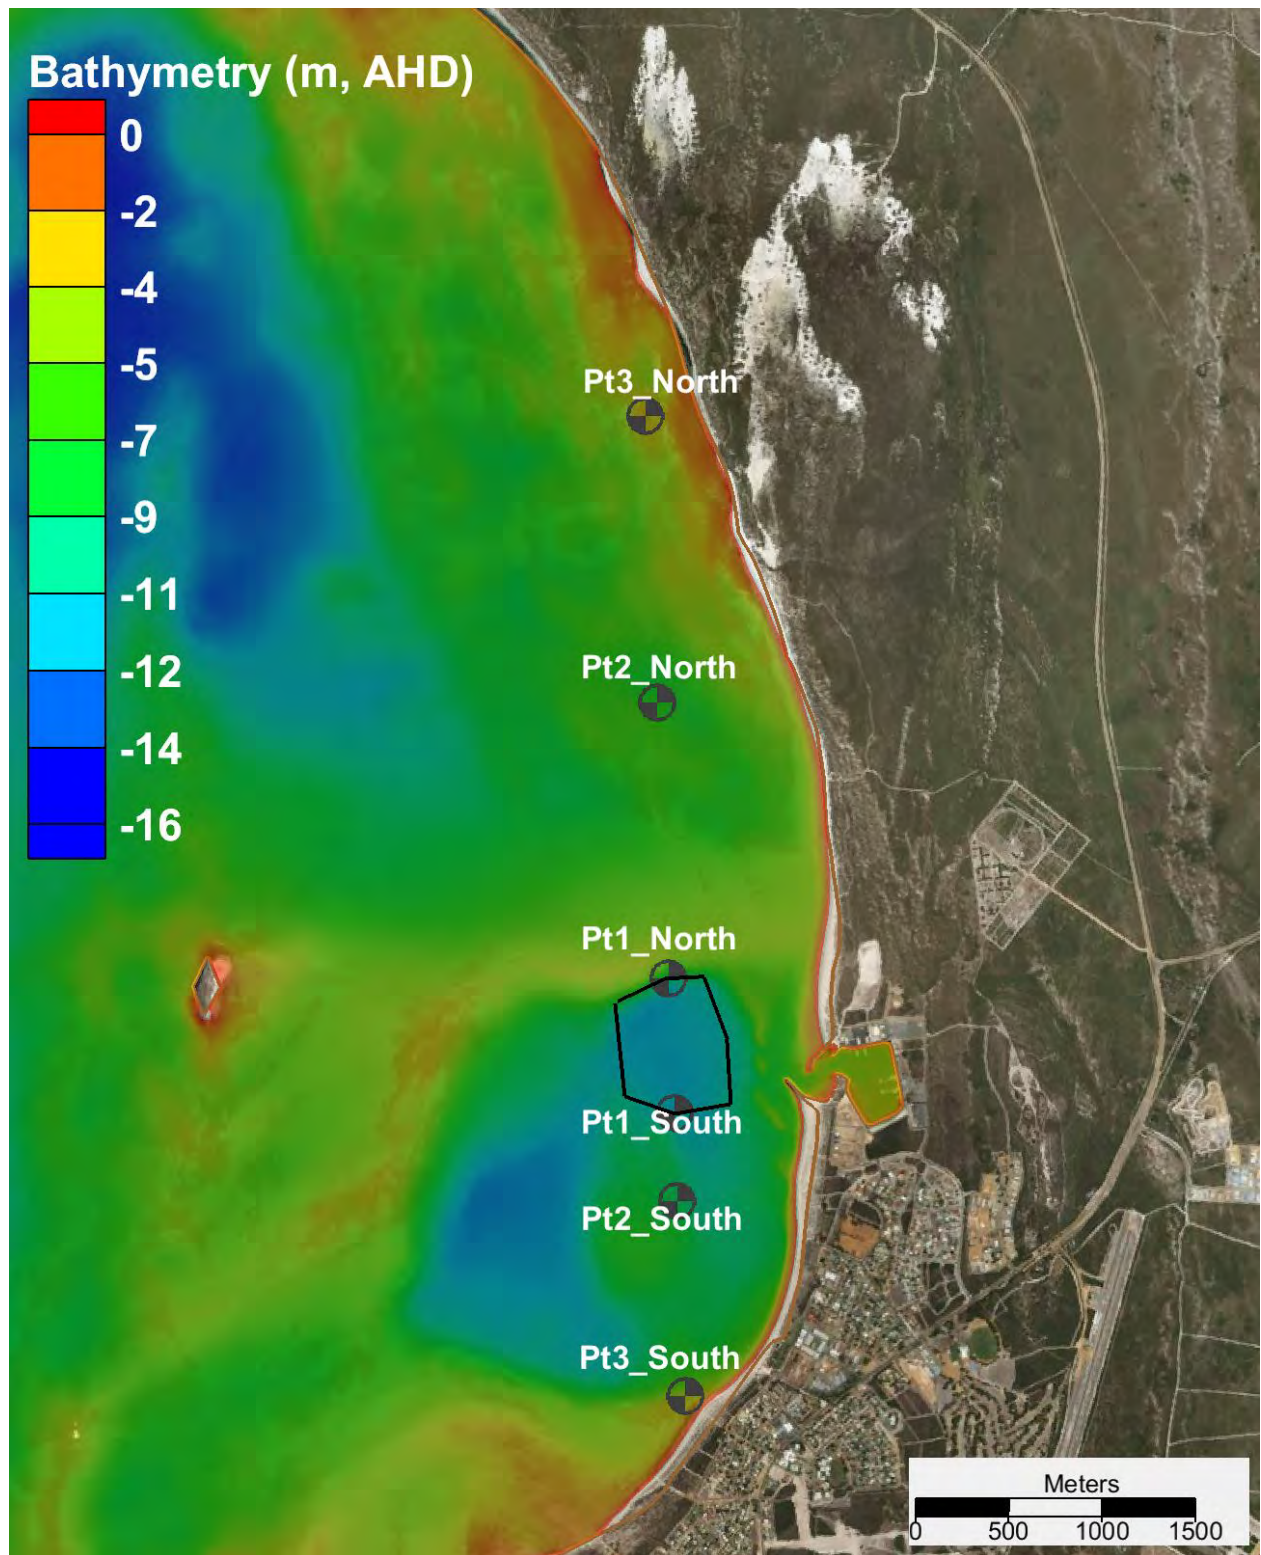 Bathymetry (m, AHD)
0
-2
-4
-5
-7
-9
-11
-12
-14
-16
Pt3_North
Pt2_North
Pt1_North
Pt1_South
Pt2_South
Pt3_South
Meters
0 500 1000 1500